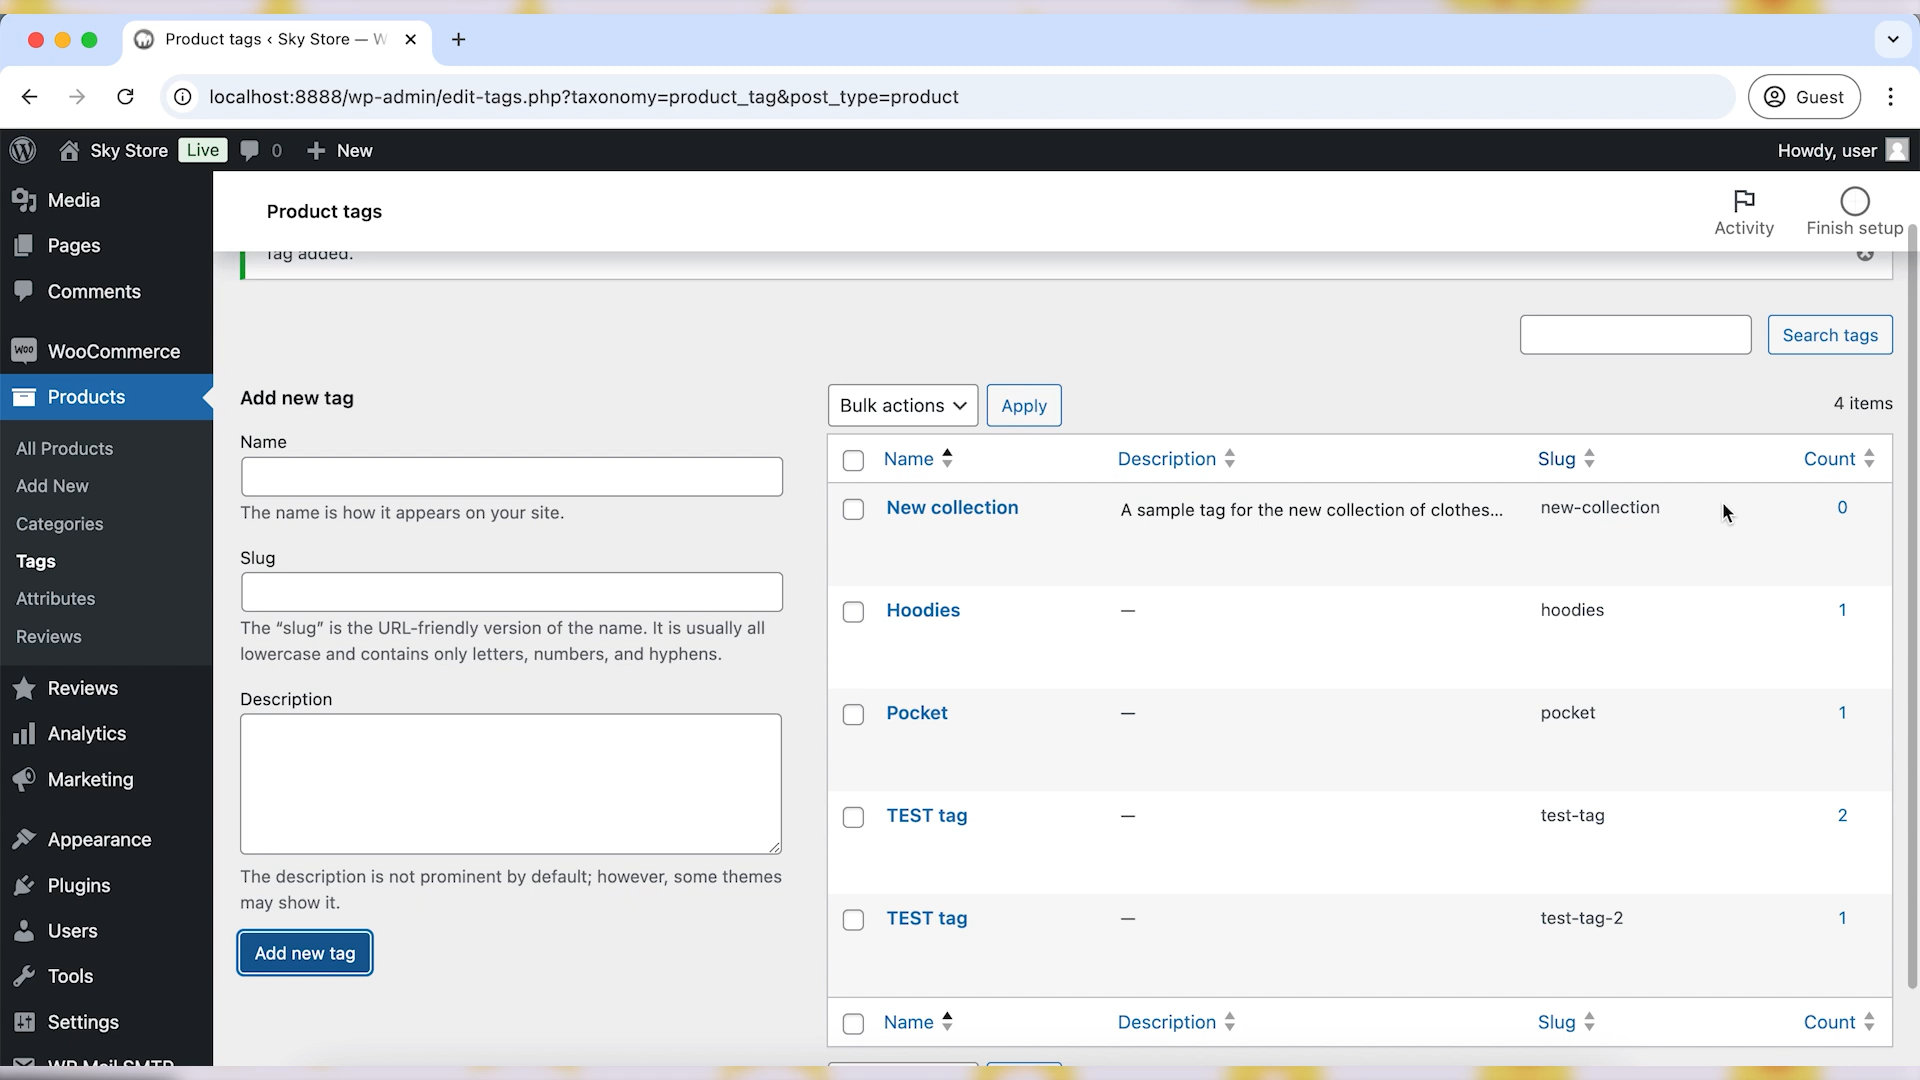 Product tags ‹ Sky Store — W
localhost:8888/wp-admin/edit-tags.php?taxonomy=product_tag&post_type=product
Guest
Sky Store
Live
0
New
Howdy, user
Media
Pages
Comments
WooCommerce
Products
All Products
Add New
Categories
Tags
Attributes
Reviews
Reviews
Analytics
Marketing
Appearance
Plugins
Users
Tools
Settings
WP Mail SMTP
Product tags
Activity
Finish setup
Tag added.
Search tags
Add new tag
Name
The name is how it appears on your site.
Slug
The “slug” is the URL-friendly version of the name. It is usually all
lowercase and contains only letters, numbers, and hyphens.
Description
The description is not prominent by default; however, some themes
may show it.
Add new tag
Bulk actions
Apply
4 items
Name Description Slug Count
New collection A sample tag for the new collection of clothes... new-collection 0
Hoodies — hoodies 1
Pocket — pocket 1
TEST tag — test-tag 2
TEST tag — test-tag-2 1
Name Description Slug Count